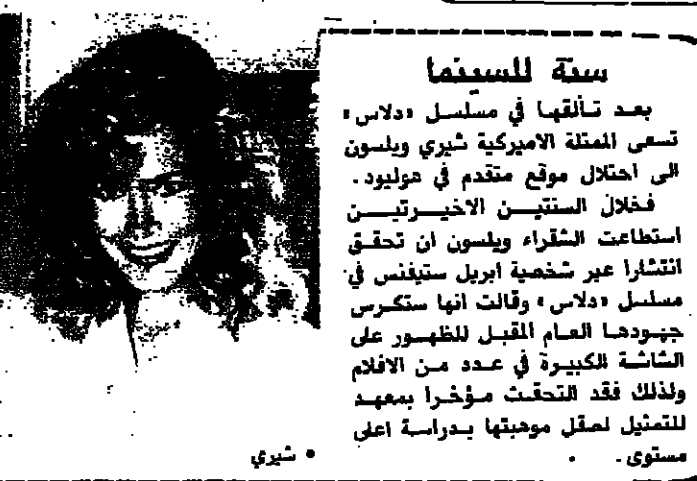 سنة للسينما
بعد تألقها في مسلسل «دلاس»
تسعى الممثلة الاميركية شيري ويلسون
الى احتلال موقع متقدم في هوليود.
فخلال السنتين الاخيرتين
استطاعت الشقراء ويلسون ان تحقق
انتشارا عبر شخصية ابريل ستيفنس في
مسلسل «دلاس» وقالت انها ستكرس
جهودها العام المقبل للظهور على
الشاشة الكبيرة في عدد من الافلام
ولذلك فقد التحقت مؤخرا بمعهد
للتمثيل لصقل موهبتها بدراسة اعلى
مستوى.
• شيري